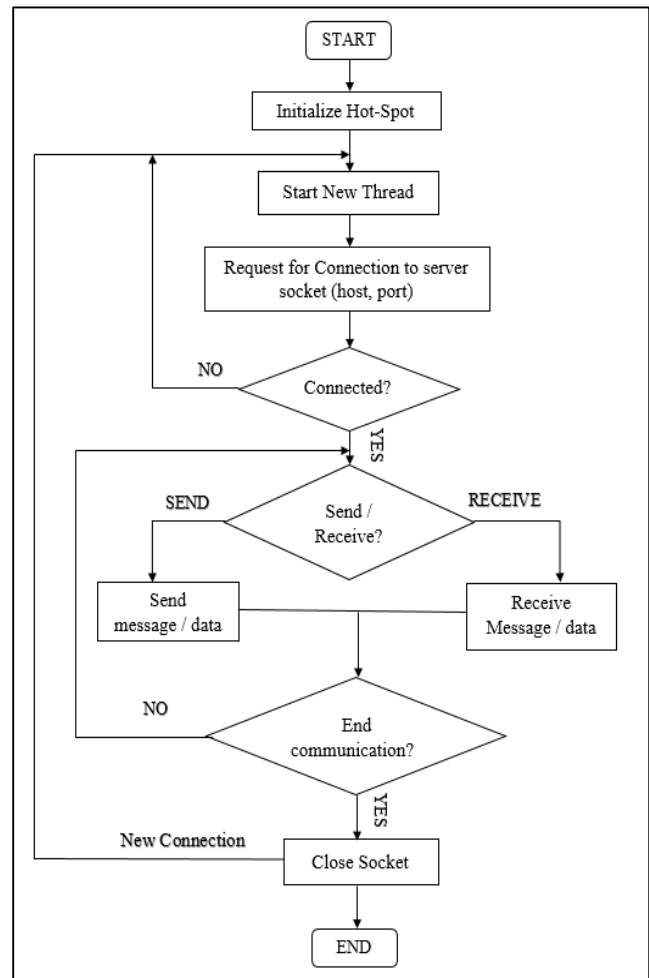 START
Initialize Hot-Spot
Start New Thread
Request for Connection to server
socket (host, port)
NO
Connected?
YES
SEND
Send /
Receive?
RECEIVE
Send
message / data
Receive
Message / data
NO
End
communication?
YES
New Connection
Close Socket
END